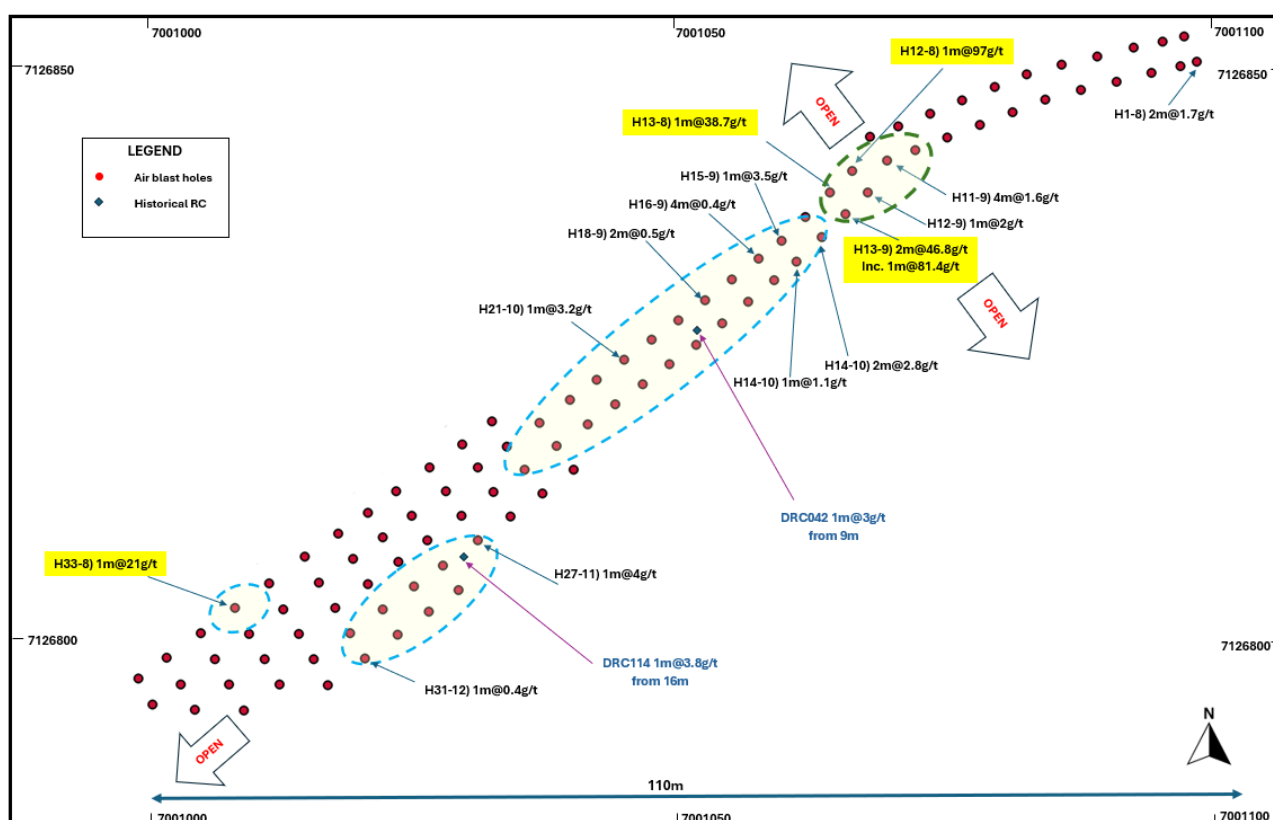 7001000
7001050
7001100
H12-8) 1m@97g/t
7126850
7126850
OPEN
H1-8) 2m@1.7g/t
H13-8) 1m@38.7g/t
LEGEND
Air blast holes
Historical RC
H15-9) 1m@3.5g/t
H11-9) 4m@1.6g/t
H16-9) 4m@0.4g/t
H12-9) 1m@2g/t
H18-9) 2m@0.5g/t
H13-9) 2m@46.8g/t
Inc. 1m@81.4g/t
OPEN
H21-10) 1m@3.2g/t
H14-10) 2m@2.8g/t
H14-10) 1m@1.1g/t
DRC042 1m@3g/t
from 9m
H33-8) 1m@21g/t
H27-11) 1m@4g/t
7126800
7126800
DRC114 1m@3.8g/t
from 16m
H31-12) 1m@0.4g/t
N
OPEN
110m
7001000
7001050
7001100